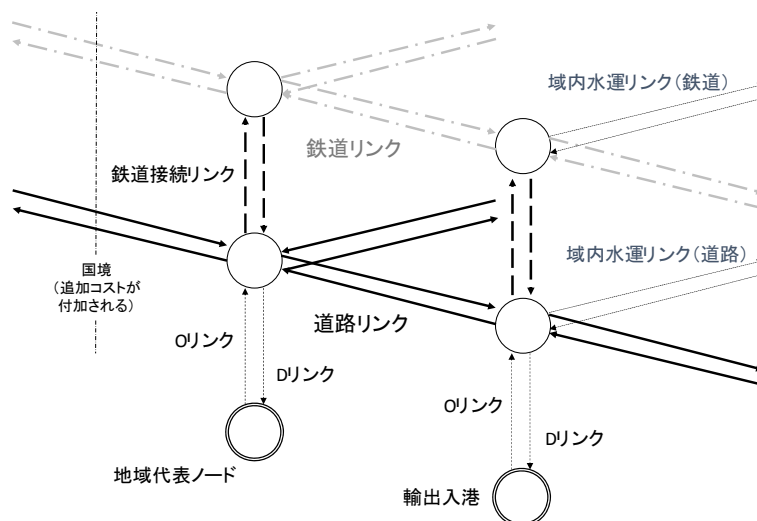 域内水運リンク(鉄道)
鉄道リンク
鉄道接続リンク
域内水運リンク(道路)
国境
(追加コストが
付加される)
道路リンク
Oリンク
Dリンク
Oリンク
Dリンク
地域代表ノード
輸出入港